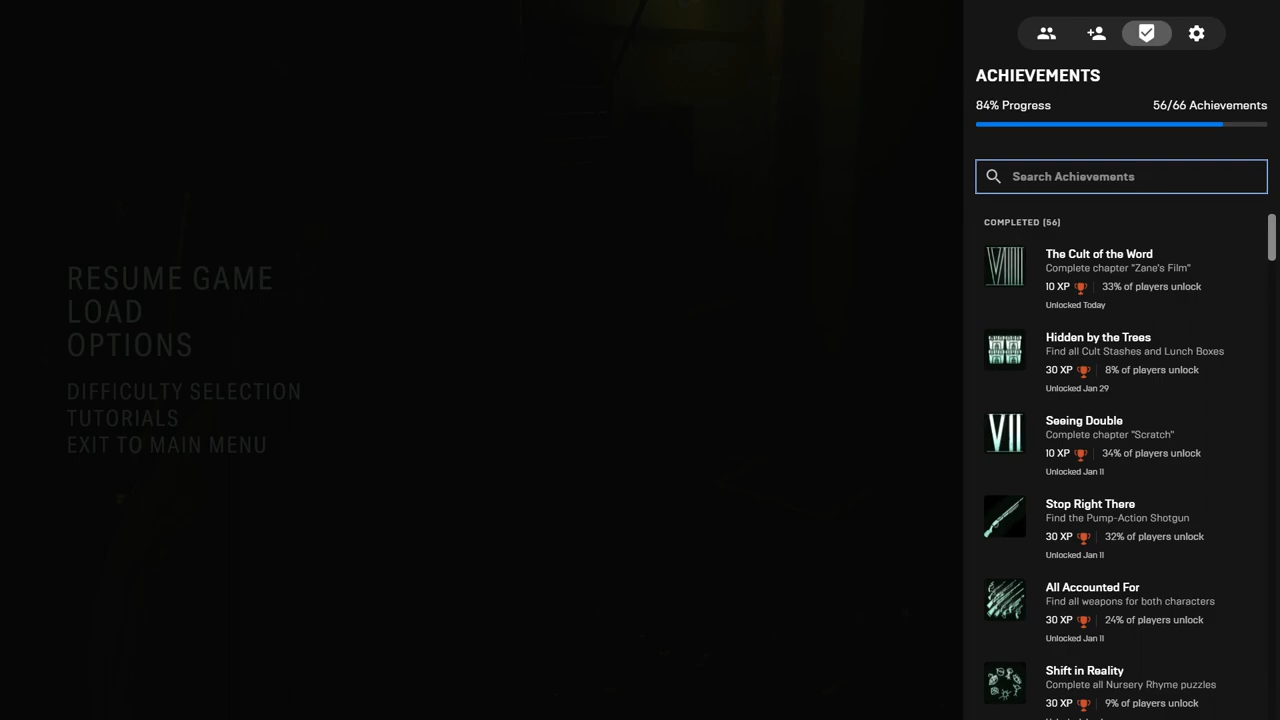 ACHIEVEMENTS
84% Progress
56/66 Achievements
Search Achievements
COMPLETED (56)
The Cult of the Word
Complete chapter "Zane's Film"
10 XP | 33% of players unlock
Unlocked Today
Hidden by the Trees
Find all Cult Stashes and Lunch Boxes
30 XP | 8% of players unlock
Unlocked Jan 29
VII
Seeing Double
Complete chapter "Scratch"
10 XP | 34% of players unlock
Unlocked Jan 11
Stop Right There
Find the Pump-Action Shotgun
30 XP | 32% of players unlock
Unlocked Jan 11
All Accounted For
Find all weapons for both characters
30 XP | 24% of players unlock
Unlocked Jan 11
Shift in Reality
Complete all Nursery Rhyme puzzles
30 XP | 9% of players unlock
RESUME GAME
LOAD
OPTIONS
DIFFICULTY SELECTION
TUTORIALS
EXIT TO MAIN MENU